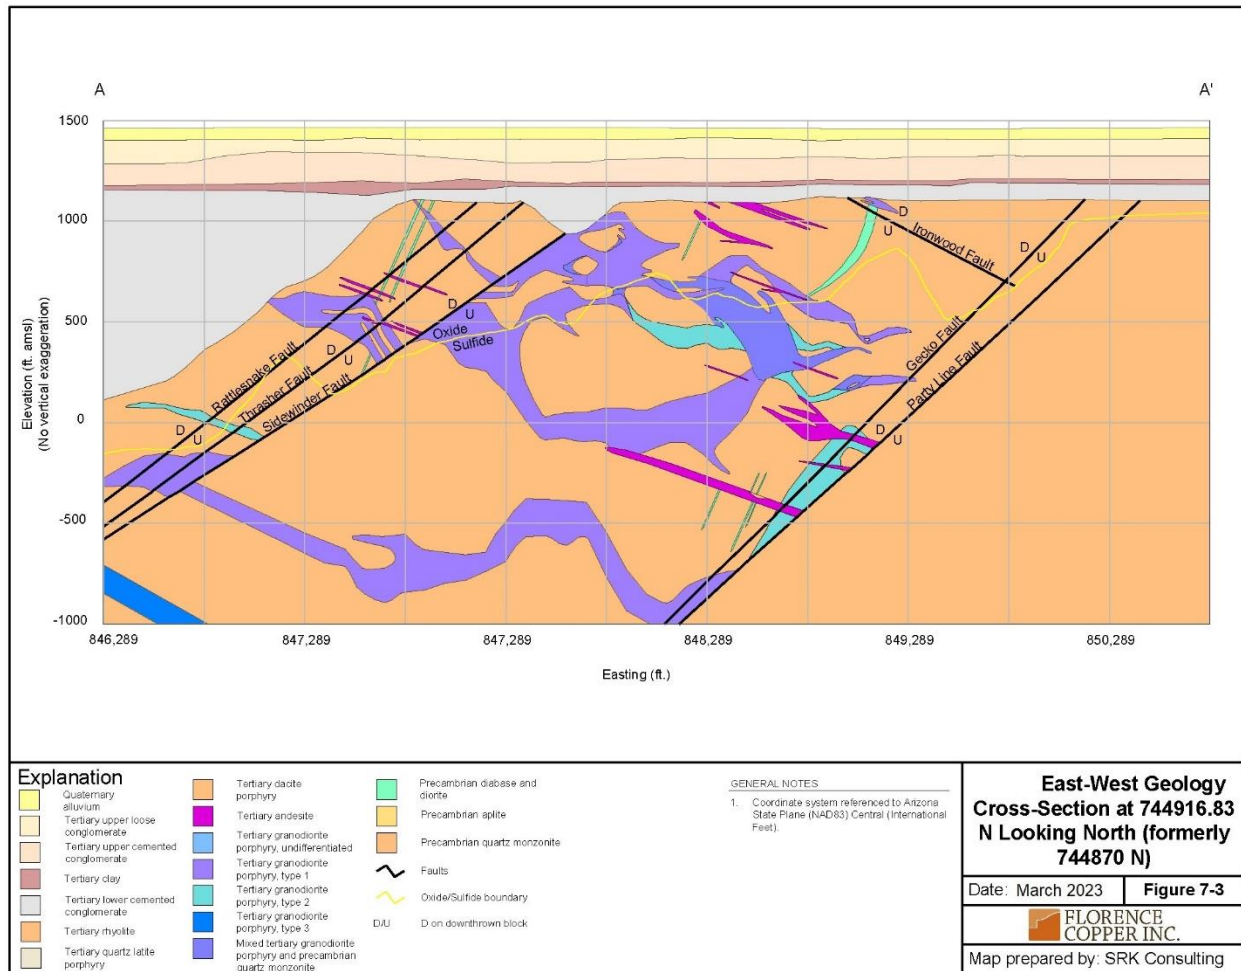 A
A'
1500
1000
500
0
-500
-1000
Elevation (ft. amsl)
(No vertical exaggeration)
846,289
847,289
847,289
848,289
849,289
850,289
Easting (ft.)
Rattlesnake Fault
Thrasher Fault
Sidewinder Fault
Ironwood Fault
Gecko Fault
Party Line Fault
Oxide
Sulfide
D
U
D
U
D
U
D
U
D
U
D
U
Explanation
Quaternary
alluvium
Tertiary upper loose
conglomerate
Tertiary upper cemented
conglomerate
Tertiary clay
Tertiary lower cemented
conglomerate
Tertiary rhyolite
Tertiary quartz latite
porphyry
Tertiary dacite
porphyry
Tertiary andesite
Tertiary granodiorite
porphyry, undifferentiated
Tertiary granodiorite
porphyry, type 1
Tertiary granodiorite
porphyry, type 2
Tertiary granodiorite
porphyry, type 3
Mixed tertiary granodiorite
porphyry and precambrian
quartz monzonite
Precambrian diabase and
diorite
Precambrian aplite
Precambrian quartz monzonite
Faults
Oxide/Sulfide boundary
D/U
D on downthrown block
GENERAL NOTES
1. Coordinate system referenced to Arizona
State Plane (NAD83) Central (International
Feet).
East-West Geology
Cross-Section at 744916.83
N Looking North (formerly
744870 N)
Date: March 2023
Figure 7-3
FLORENCE
COPPER INC.
Map prepared by: SRK Consulting